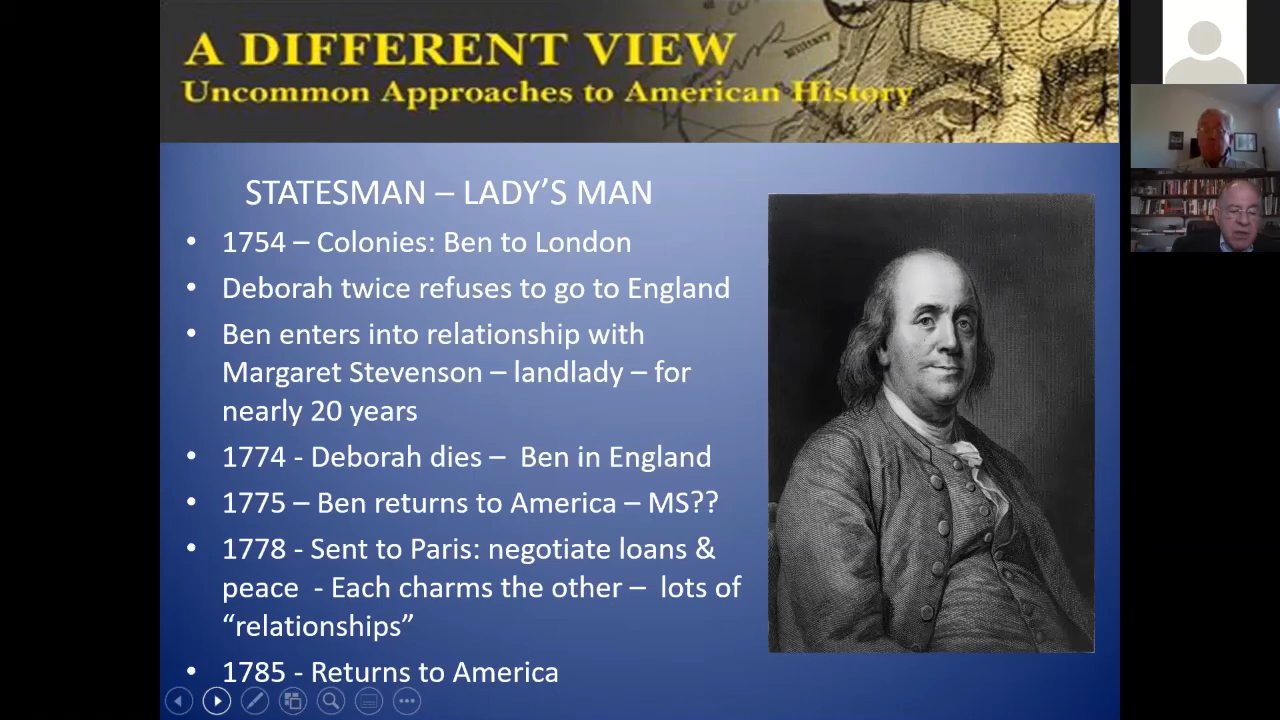 A DIFFERENT VIEW
Uncommon Approaches to American History
Military
STATESMAN – LADY'S MAN
• 1754 – Colonies: Ben to London
• Deborah twice refuses to go to England
• Ben enters into relationship with
Margaret Stevenson – landlady – for
nearly 20 years
• 1774 - Deborah dies – Ben in England
• 1775 – Ben returns to America – MS??
• 1778 - Sent to Paris: negotiate loans &
peace - Each charms the other – lots of
“relationships”
• 1785 - Returns to America